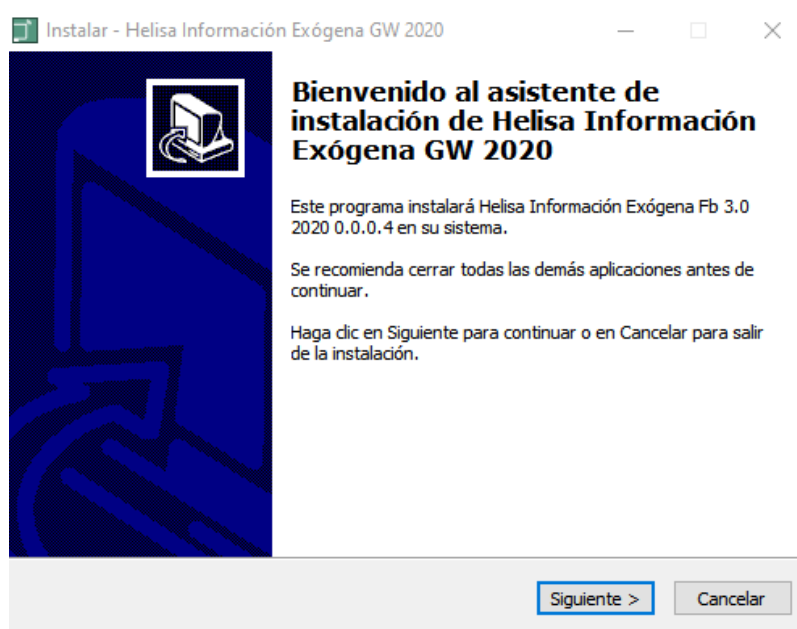 Instalar - Helisa Información Exógena GW 2020
Bienvenido al asistente de
instalación de Helisa Información
Exógena GW 2020
Este programa instalará Helisa Información Exógena Fb 3.0
2020 0.0.0.4 en su sistema.
Se recomienda cerrar todas las demás aplicaciones antes de
continuar.
Haga clic en Siguiente para continuar o en Cancelar para salir
de la instalación.
Siguiente >
Cancelar